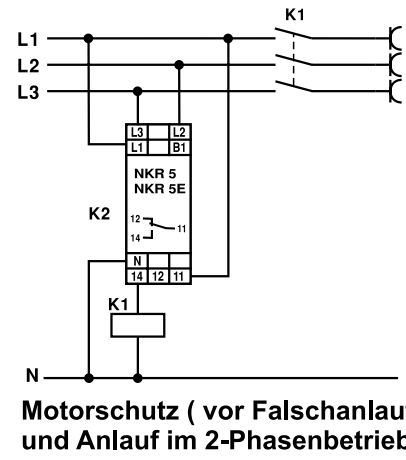 K1
L1
L2
L3
L3 L2
L1 B1
NKR 5
NKR 5E
K2
12
11
14
N
14 12 11
K1
N
Motorschutz ( vor Falschanlauf
und Anlauf im 2-Phasenbetrieb